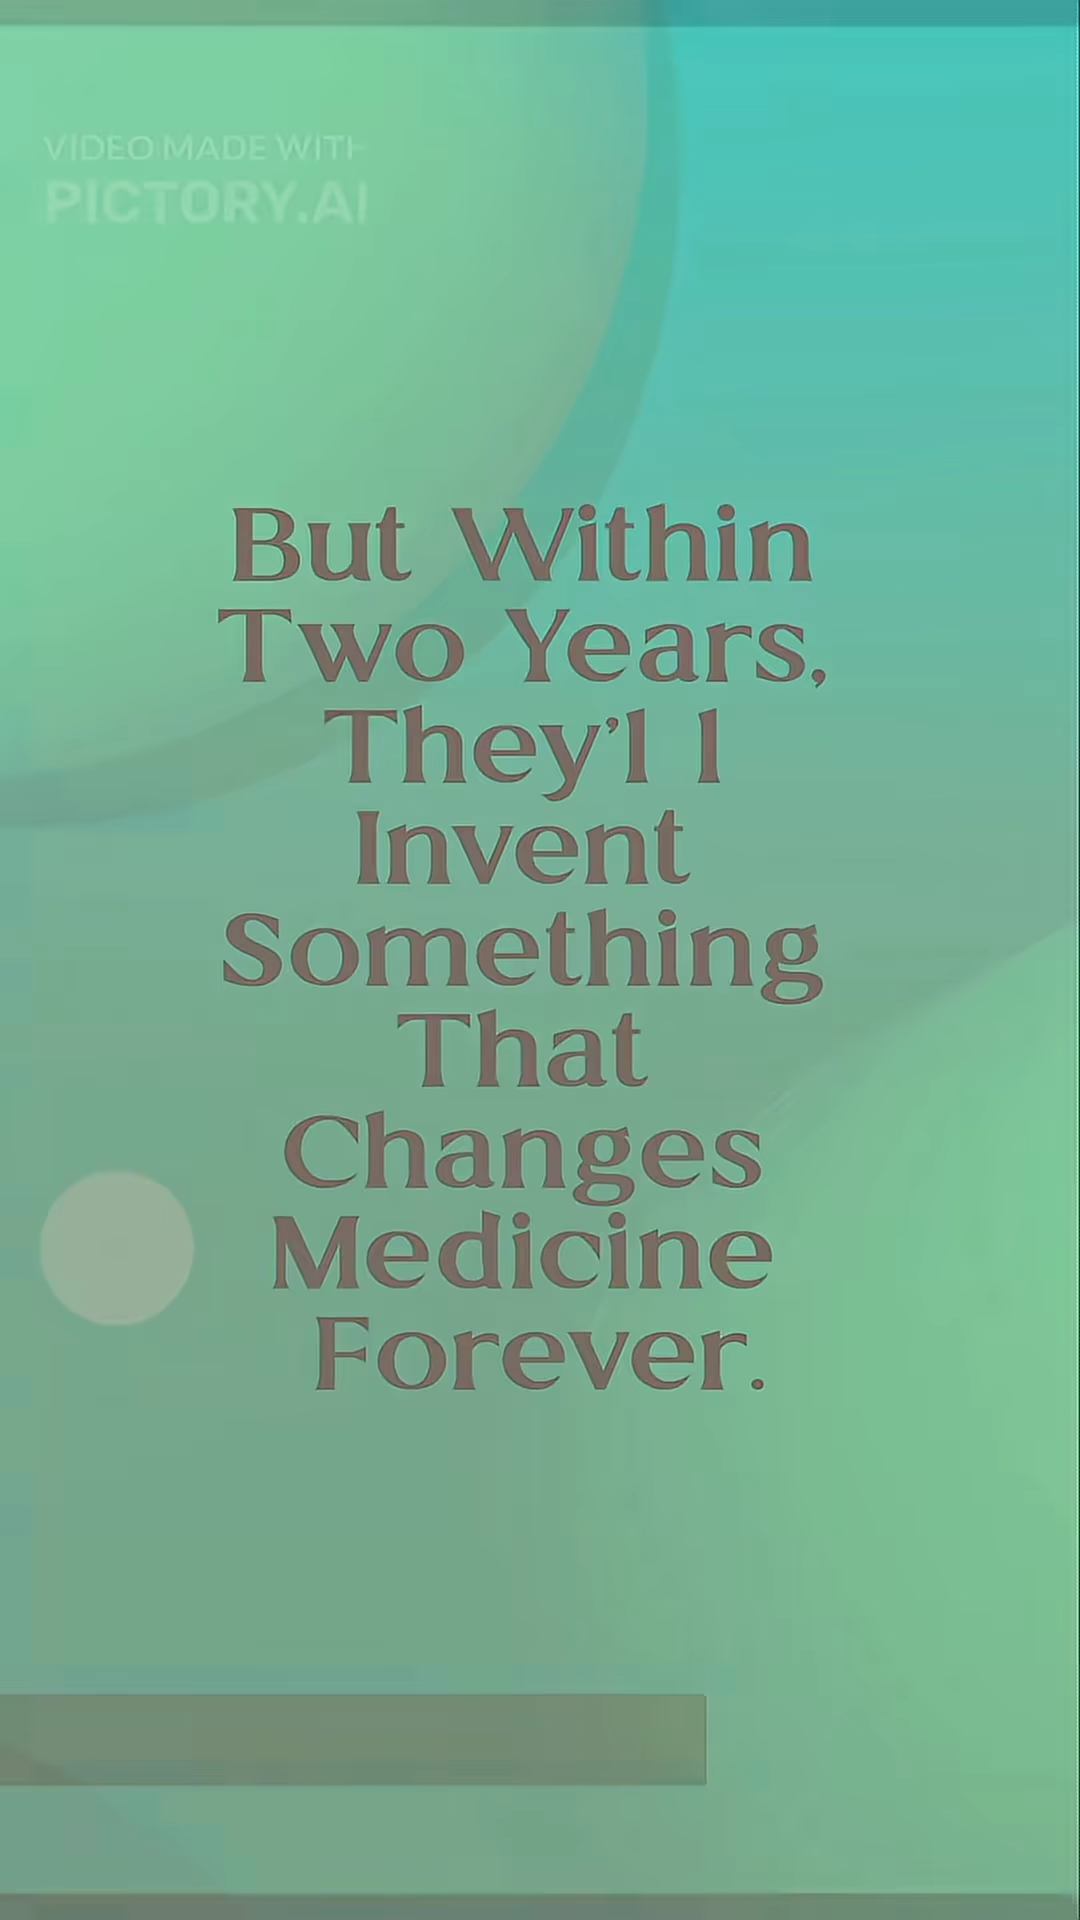 VIDEO MADE WITH
PICTORY.AI
But Within
Two Years,
They’l l
Invent
Something
That
Changes
Medicine
Forever.